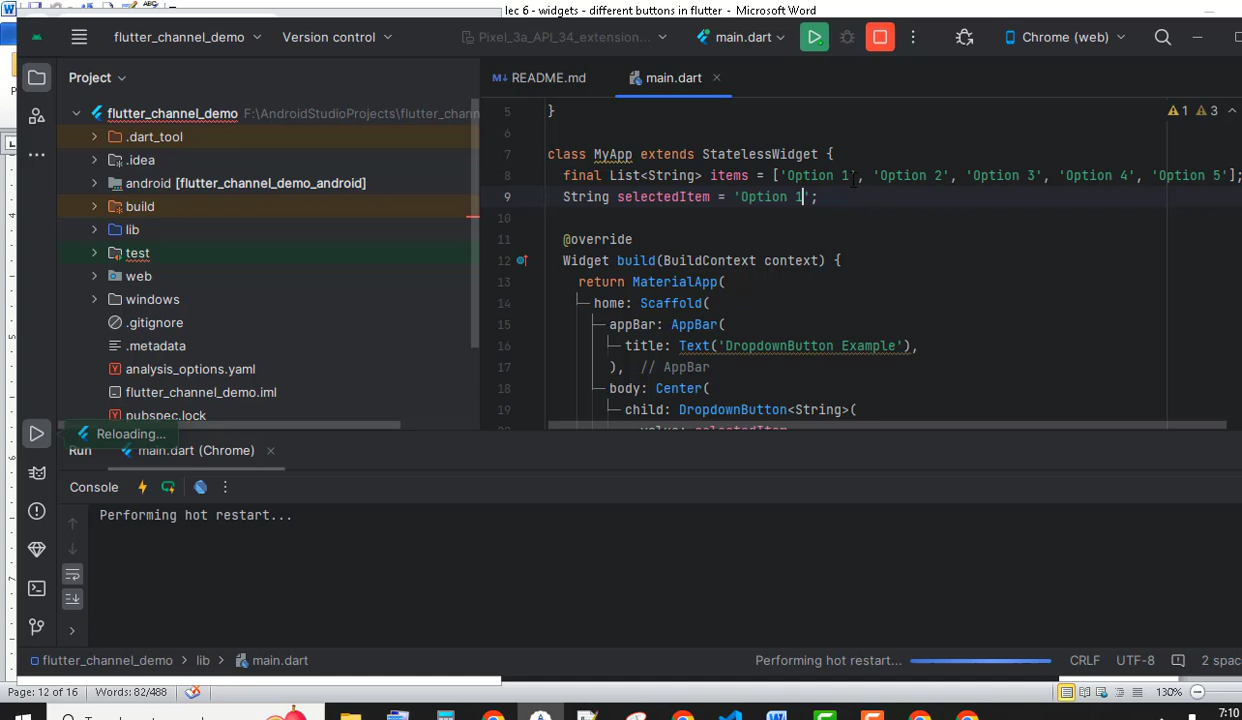 lec 6 - widgets - different buttons in flutter - Microsoft Word
flutter_channel_demo
Version control
Pixel_3a_API_34_extension...
main.dart
Chrome (web)
Project
README.md
main.dart
flutter_channel_demo F:\AndroidStudioProjects\flutter_chann
.dart_tool
.idea
android [flutter_channel_demo_android]
build
lib
test
web
windows
.gitignore
.metadata
analysis_options.yaml
flutter_channel_demo.iml
pubspec.lock
1 3
5 }
6
7 class MyApp extends StatelessWidget {
8 final List<String> items = ['Option 1', 'Option 2', 'Option 3', 'Option 4', 'Option 5'];
9 String selectedItem = 'Option 1';
10
11 @override
12 Widget build(BuildContext context) {
13 return MaterialApp(
14 home: Scaffold(
15 appBar: AppBar(
16 title: Text('DropdownButton Example'),
17 ), // AppBar
18 body: Center(
19 child: DropdownButton<String>(
value: selectedItem
Reloading...
Run main.dart (Chrome)
Console
Performing hot restart...
flutter_channel_demo > lib > main.dart
Performing hot restart...
CRLF UTF-8 2 spac
Page: 12 of 16 Words: 82/488
130%
7:10